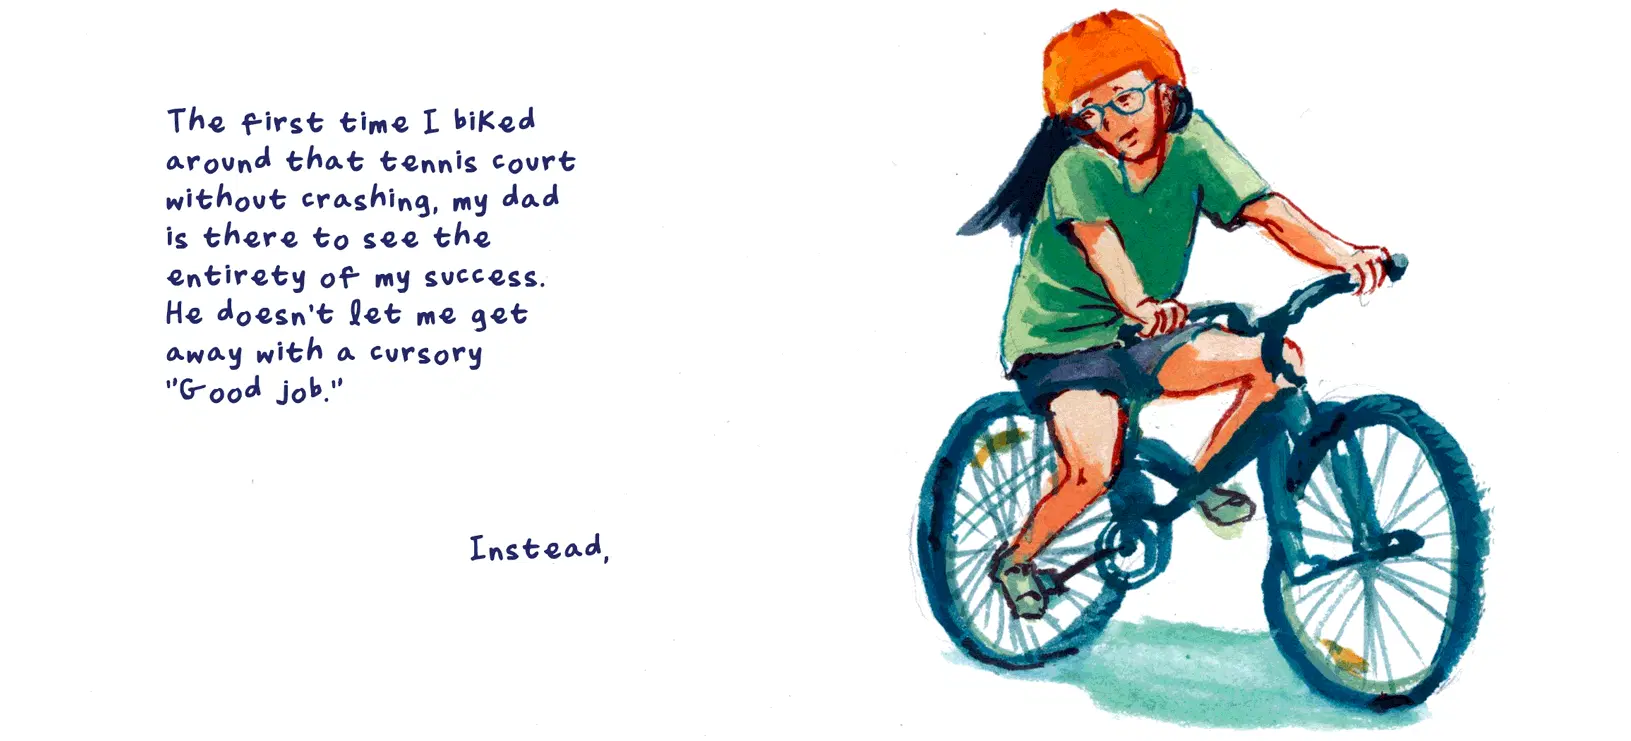 The first time I biked
around that tennis court
without crashing, my dad
is there to see the
entirety of my success.
He doesn't let me get
away with a cursory
"Good job."
Instead,